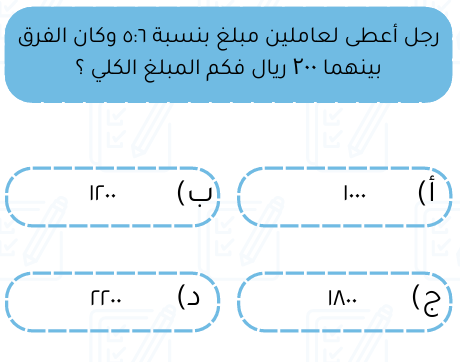 رجل أعطى لعاملين مبلغ بنسبة ٥:٦ وكان الفرق
بينهما ٢٠٠ ريال فكم المبلغ الكلي ؟
أ) ١٠٠٠
ب) ١٢٠٠
ج) ١٨٠٠
د) ٢٢٠٠